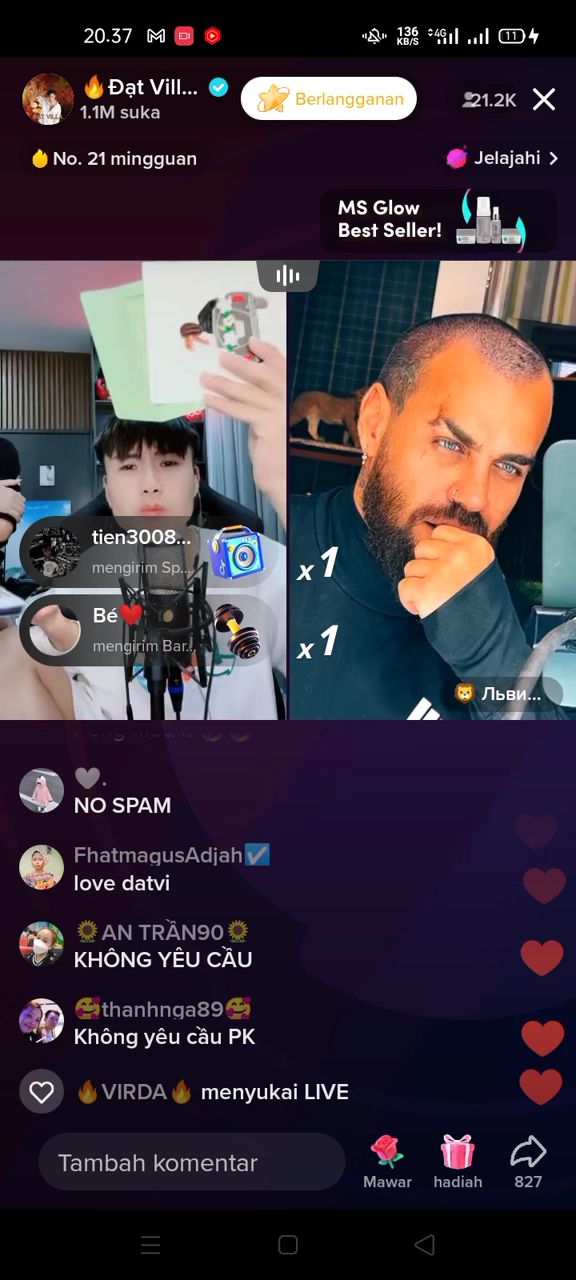 20.37
136
KB/S
4G
11
🔥Đạt Vill...
1.1M suka
Berlangganan
21.2K
No. 21 mingguan
Jelajahi
MS Glow
Best Seller!
tien3008...
mengirim Sp...
x1
Bé❤️
mengirim Bar...
x1
🦁 Льви...
🤍.
NO SPAM
FhatmagusAdjah☑️
love datvi
🌻AN TRẦN90🌻
KHÔNG YÊU CẦU
🥰thanhnga89🥰
Không yêu cầu PK
🔥VIRDA🔥 menyukai LIVE
Tambah komentar
Mawar
hadiah
827